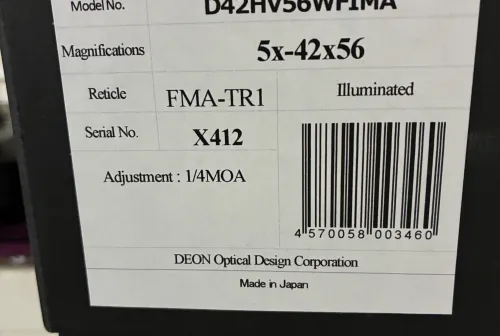 Model No. D42HV56WFIMA
Magnifications 5x-42x56
Reticle FMA-TR1 Illuminated
Serial No. X412
Adjustment : 1/4MOA
4 570058 003460
DEON Optical Design Corporation
Made in Japan